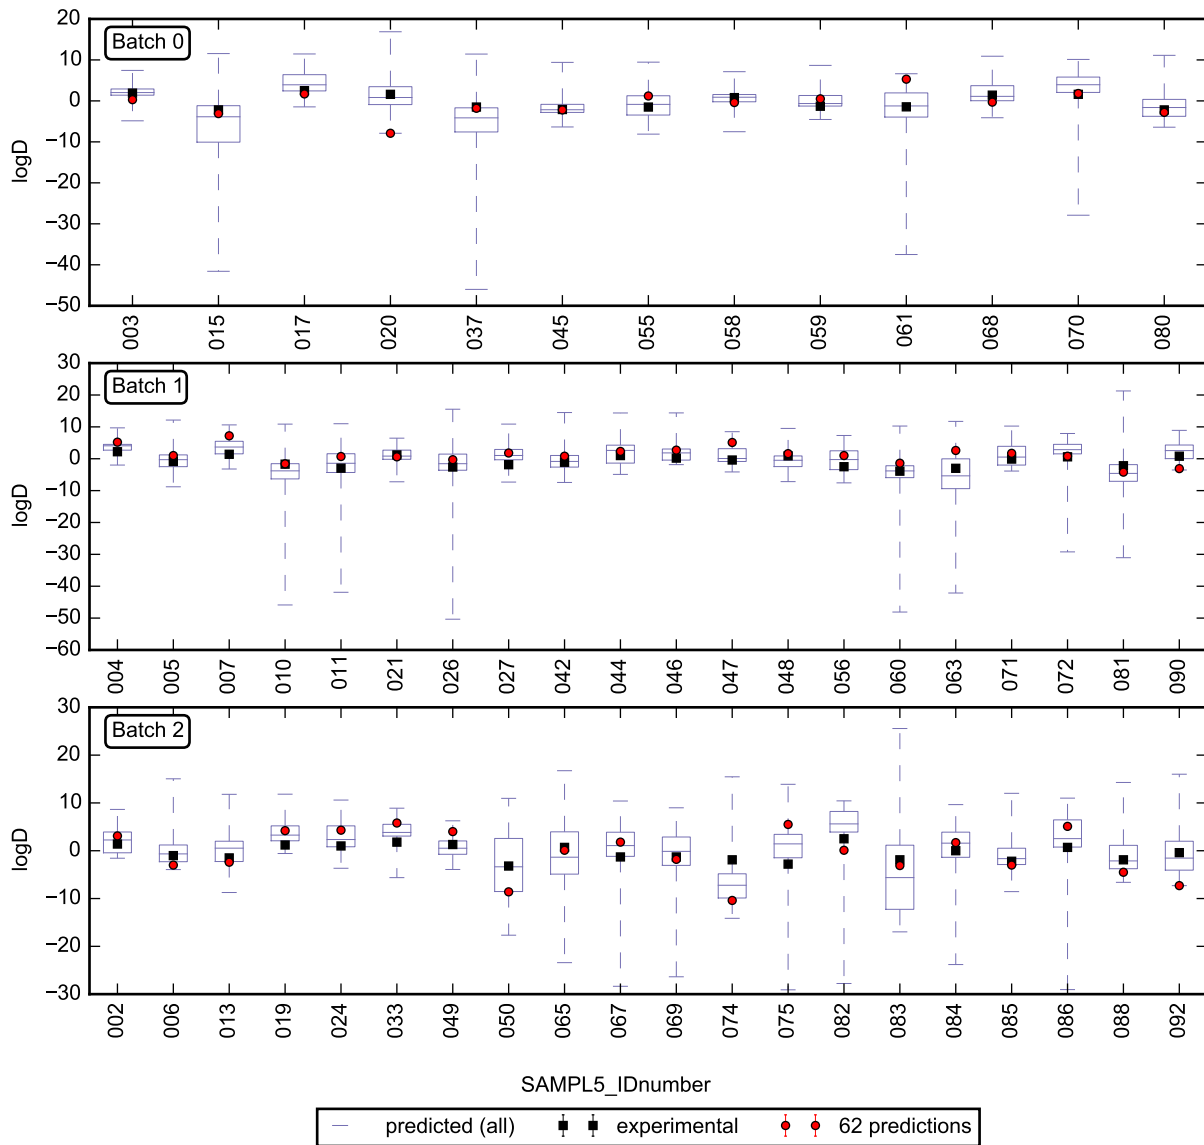 20
Batch 0
10
0
−10
−20
−30
−40
−50
logD
003 015 017 020 037 045 055 058 059 061 068 070 080
30
Batch 1
20
10
0
−10
−20
−30
−40
−50
−60
logD
004 005 007 010 011 021 026 027 042 044 046 047 048 056 060 063 071 072 081 090
30
Batch 2
20
10
0
−10
−20
−30
logD
002 006 013 019 024 033 049 050 065 067 069 074 075 082 083 084 085 086 088 092
SAMPL5_IDnumber
predicted (all) experimental 62 predictions